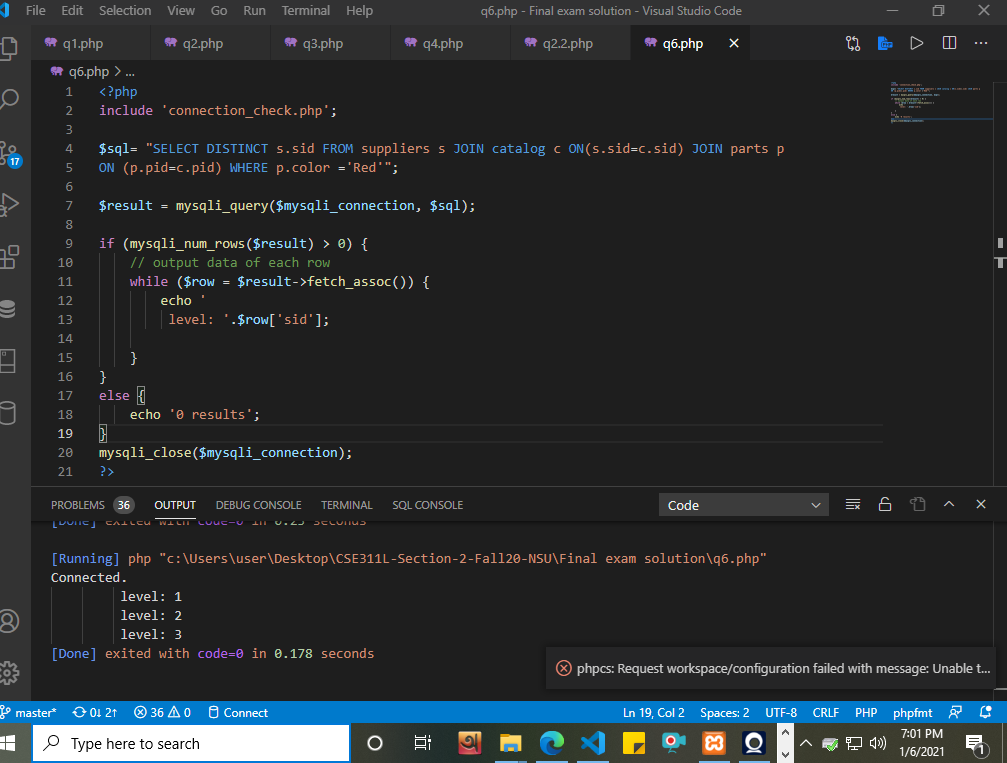 File Edit Selection View Go Run Terminal Help q6.php - Final exam solution - Visual Studio Code
q1.php q2.php q3.php q4.php q2.2.php q6.php
q6.php > ...
1 <?php
2 include 'connection_check.php';
3
4 $sql= "SELECT DISTINCT s.sid FROM suppliers s JOIN catalog c ON(s.sid=c.sid) JOIN parts p
5 ON (p.pid=c.pid) WHERE p.color ='Red'";
6
7 $result = mysqli_query($mysqli_connection, $sql);
8
9 if (mysqli_num_rows($result) > 0) {
10 // output data of each row
11 while ($row = $result->fetch_assoc()) {
12 echo '
13 level: '.$row['sid'];
14
15 }
16 }
17 else {
18 echo '0 results';
19 }
20 mysqli_close($mysqli_connection);
21 ?>
17
PROBLEMS 36 OUTPUT DEBUG CONSOLE TERMINAL SQL CONSOLE Code
[Done] exited with code=0 in 0.25 seconds
[Running] php "c:\Users\user\Desktop\CSE311L-Section-2-Fall20-NSU\Final exam solution\q6.php"
Connected.
level: 1
level: 2
level: 3
[Done] exited with code=0 in 0.178 seconds
phpcs: Request workspace/configuration failed with message: Unable t...
master* 0↓ 2↑ 36 0 Connect Ln 19, Col 2 Spaces: 2 UTF-8 CRLF PHP phpfmt
Type here to search
7:01 PM
1/6/2021
1